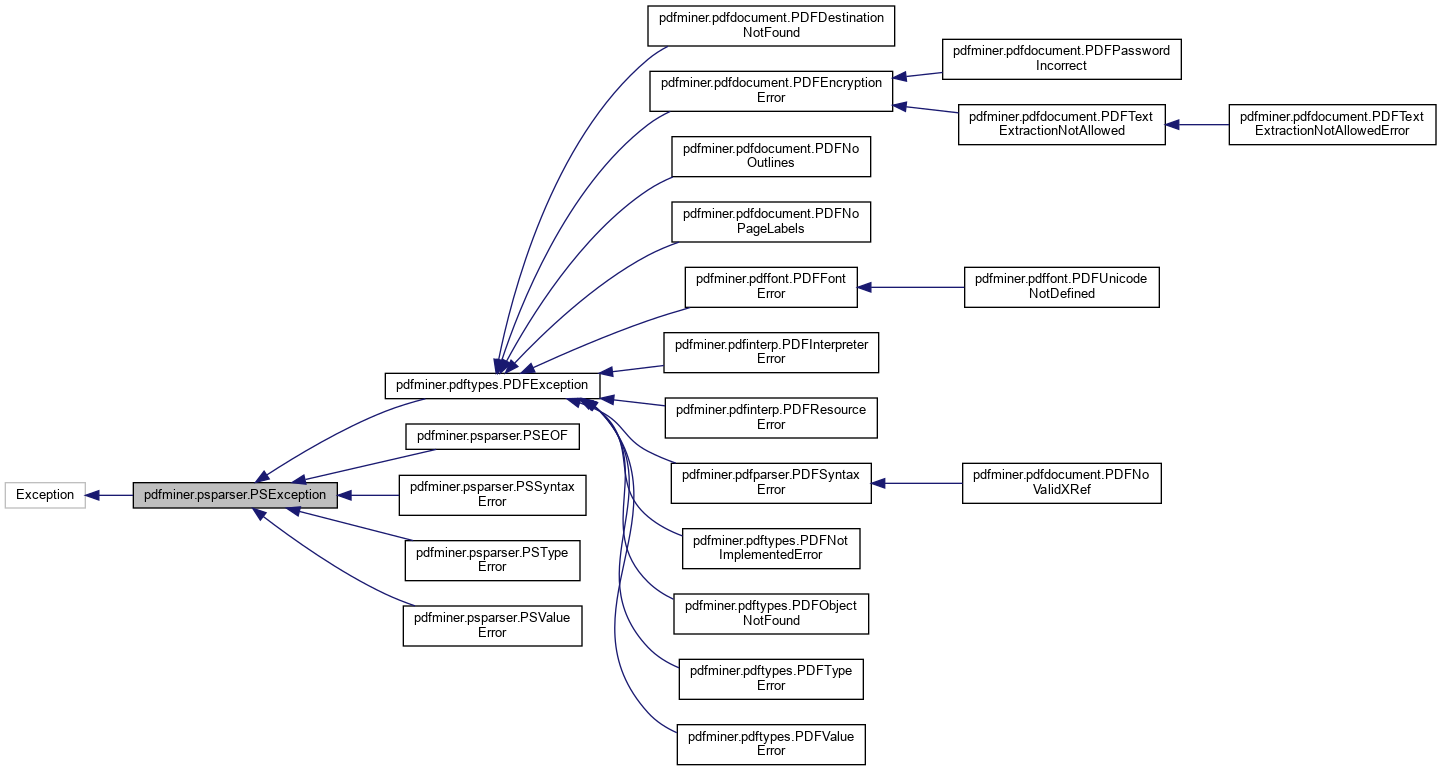 Exception
pdfminer.psparser.PSException
pdfminer.pdftypes.PDFException
pdfminer.psparser.PSEOF
pdfminer.psparser.PSSyntax
Error
pdfminer.psparser.PSType
Error
pdfminer.psparser.PSValue
Error
pdfminer.pdfdocument.PDFDestination
NotFound
pdfminer.pdfdocument.PDFEncryption
Error
pdfminer.pdfdocument.PDFNo
Outlines
pdfminer.pdfdocument.PDFNo
PageLabels
pdfminer.pdffont.PDFFont
Error
pdfminer.pdfinterp.PDFInterpreter
Error
pdfminer.pdfinterp.PDFResource
Error
pdfminer.pdfparser.PDFSyntax
Error
pdfminer.pdftypes.PDFNot
ImplementedError
pdfminer.pdftypes.PDFObject
NotFound
pdfminer.pdftypes.PDFType
Error
pdfminer.pdftypes.PDFValue
Error
pdfminer.pdfdocument.PDFPassword
Incorrect
pdfminer.pdfdocument.PDFText
ExtractionNotAllowed
pdfminer.pdffont.PDFUnicode
NotDefined
pdfminer.pdfdocument.PDFNo
ValidXRef
pdfminer.pdfdocument.PDFText
ExtractionNotAllowedError